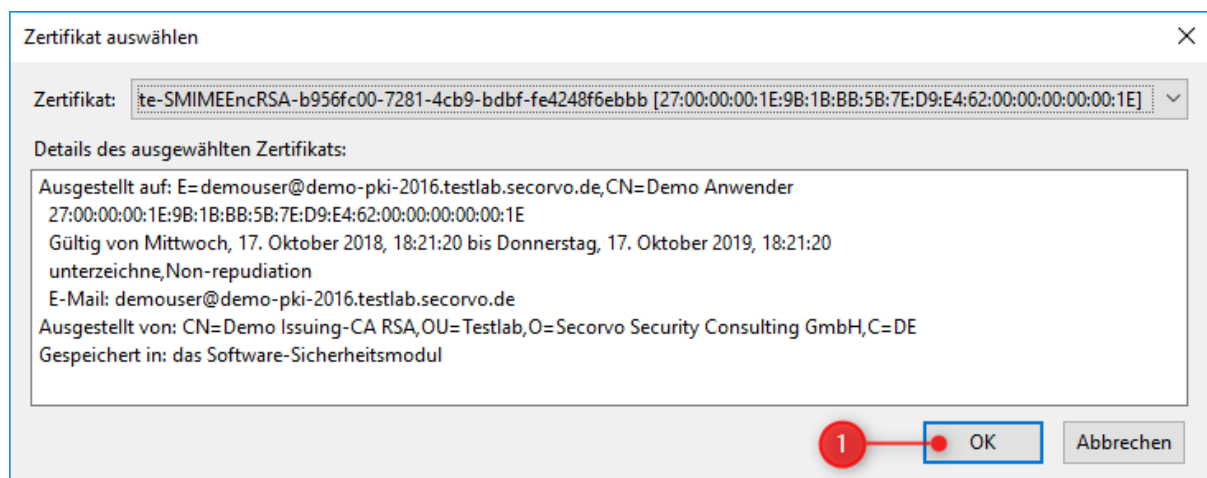 Zertifikat auswählen
Zertifikat: te-SMIMEEncRSA-b956fc00-7281-4cb9-bdbf-fe4248f6ebbb [27:00:00:00:1E:9B:1B:BB:5B:7E:D9:E4:62:00:00:00:00:00:1E]
Details des ausgewählten Zertifikats:
Ausgestellt auf: E=demouser@demo-pki-2016.testlab.secorvo.de,CN=Demo Anwender
27:00:00:00:1E:9B:1B:BB:5B:7E:D9:E4:62:00:00:00:00:00:1E
Gültig von Mittwoch, 17. Oktober 2018, 18:21:20 bis Donnerstag, 17. Oktober 2019, 18:21:20
unterzeichne,Non-repudiation
E-Mail: demouser@demo-pki-2016.testlab.secorvo.de
Ausgestellt von: CN=Demo Issuing-CA RSA,OU=Testlab,O=Secorvo Security Consulting GmbH,C=DE
Gespeichert in: das Software-Sicherheitsmodul
1 OK Abbrechen